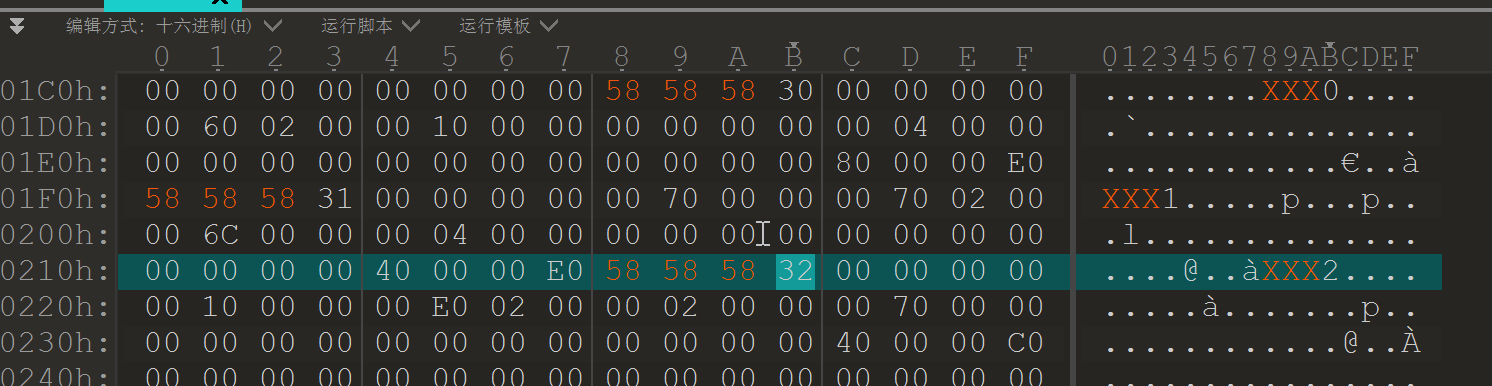 编辑方式: 十六进制(H) 运行脚本 运行模板
0 1 2 3 4 5 6 7 8 9 A B C D E F 0123456789ABCDEF
01C0h: 00 00 00 00 00 00 00 00 58 58 58 30 00 00 00 00 ........XXX0....
01D0h: 00 60 02 00 00 10 00 00 00 00 00 00 00 04 00 00 .`..............
01E0h: 00 00 00 00 00 00 00 00 00 00 00 00 80 00 00 E0 ............€..à
01F0h: 58 58 58 31 00 00 00 00 00 70 00 00 00 70 02 00 XXX1.....p...p..
0200h: 00 6C 00 00 00 04 00 00 00 00 00 00 00 00 00 00 .l..............
0210h: 00 00 00 00 40 00 00 E0 58 58 58 32 00 00 00 00 ....@..àXXX2....
0220h: 00 10 00 00 00 E0 02 00 00 02 00 00 00 70 00 00 .....à.......p..
0230h: 00 00 00 00 00 00 00 00 00 00 00 00 40 00 00 C0 ............@..À
0240h: 00 00 00 00 00 00 00 00 00 00 00 00 00 00 00 00 ................